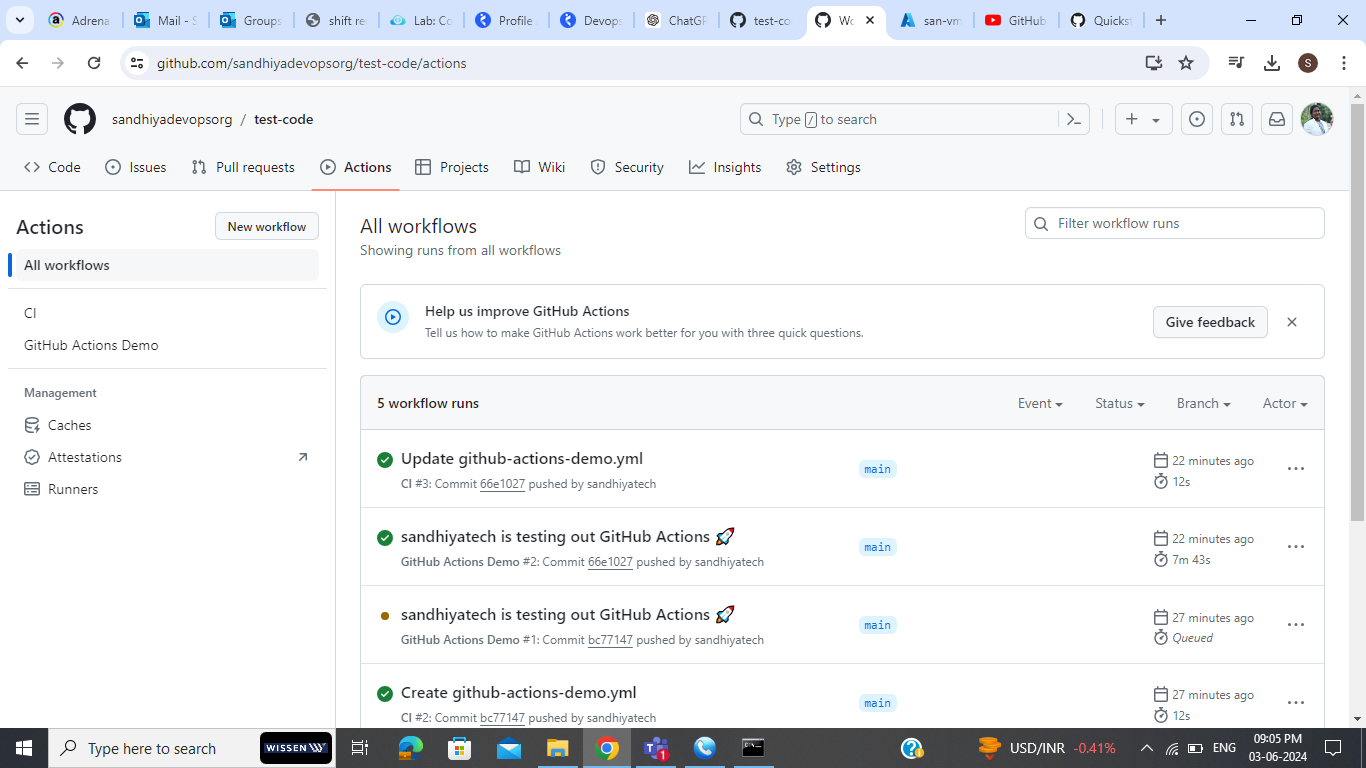 Adrena
Mail - S
Groups
shift re
Lab: Co
Profile
Devops
ChatGP
test-co
Wo
san-vm
GitHub
Quicks
github.com/sandhiyadevopsorg/test-code/actions
S
sandhiyadevopsorg / test-code
Type / to search
Code
Issues
Pull requests
Actions
Projects
Wiki
Security
Insights
Settings
Actions
New workflow
All workflows
CI
GitHub Actions Demo
Management
Caches
Attestations
Runners
All workflows
Showing runs from all workflows
Filter workflow runs
Help us improve GitHub Actions
Tell us how to make GitHub Actions work better for you with three quick questions.
Give feedback
5 workflow runs
Event
Status
Branch
Actor
Update github-actions-demo.yml
CI #3: Commit 66e1027 pushed by sandhiyatech
main
22 minutes ago
12s
sandhiyatech is testing out GitHub Actions 🚀
GitHub Actions Demo #2: Commit 66e1027 pushed by sandhiyatech
main
22 minutes ago
7m 43s
sandhiyatech is testing out GitHub Actions 🚀
GitHub Actions Demo #1: Commit bc77147 pushed by sandhiyatech
main
27 minutes ago
Queued
Create github-actions-demo.yml
CI #2: Commit bc77147 pushed by sandhiyatech
main
27 minutes ago
12s
Type here to search
WISSEN
1
USD/INR -0.41%
ENG
09:05 PM
03-06-2024